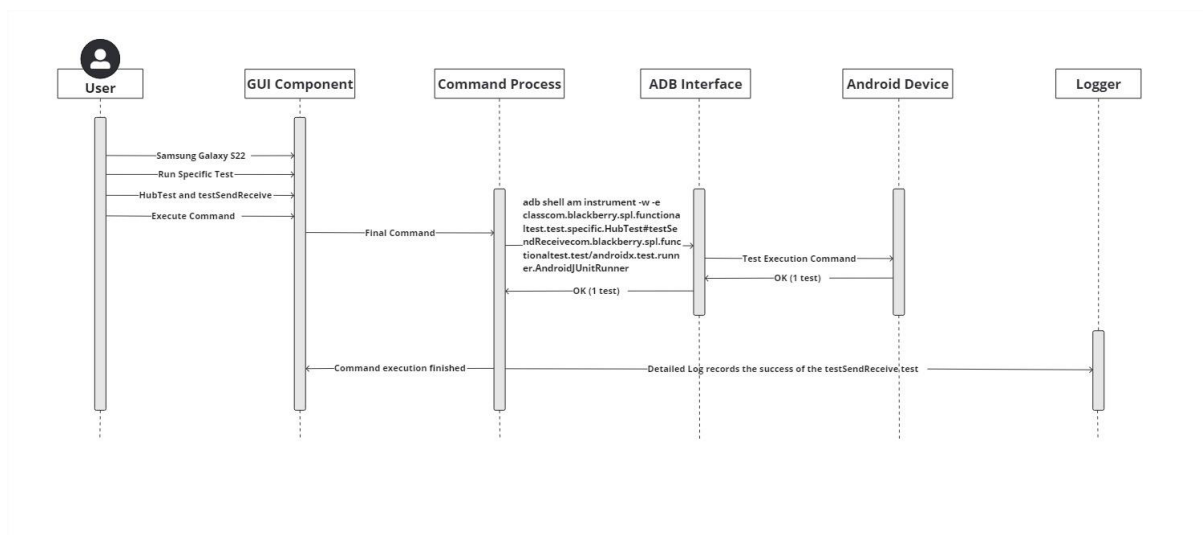 User
GUI Component
Command Process
ADB Interface
Android Device
Logger
Samsung Galaxy S22
Run Specific Test
HubTest and testSendReceive
Execute Command
Final Command
adb shell am instrument -w -e
classcom.blackberry.spl.functiona
ltest.test.specific.HubTest#testSe
ndReceivecom.blackberry.spl.func
tionaltest.test/androidx.test.runn
er.AndroidJUnitRunner
Test Execution Command
OK (1 test)
OK (1 test)
Command execution finished
Detailed Log records the success of the testSendReceive test